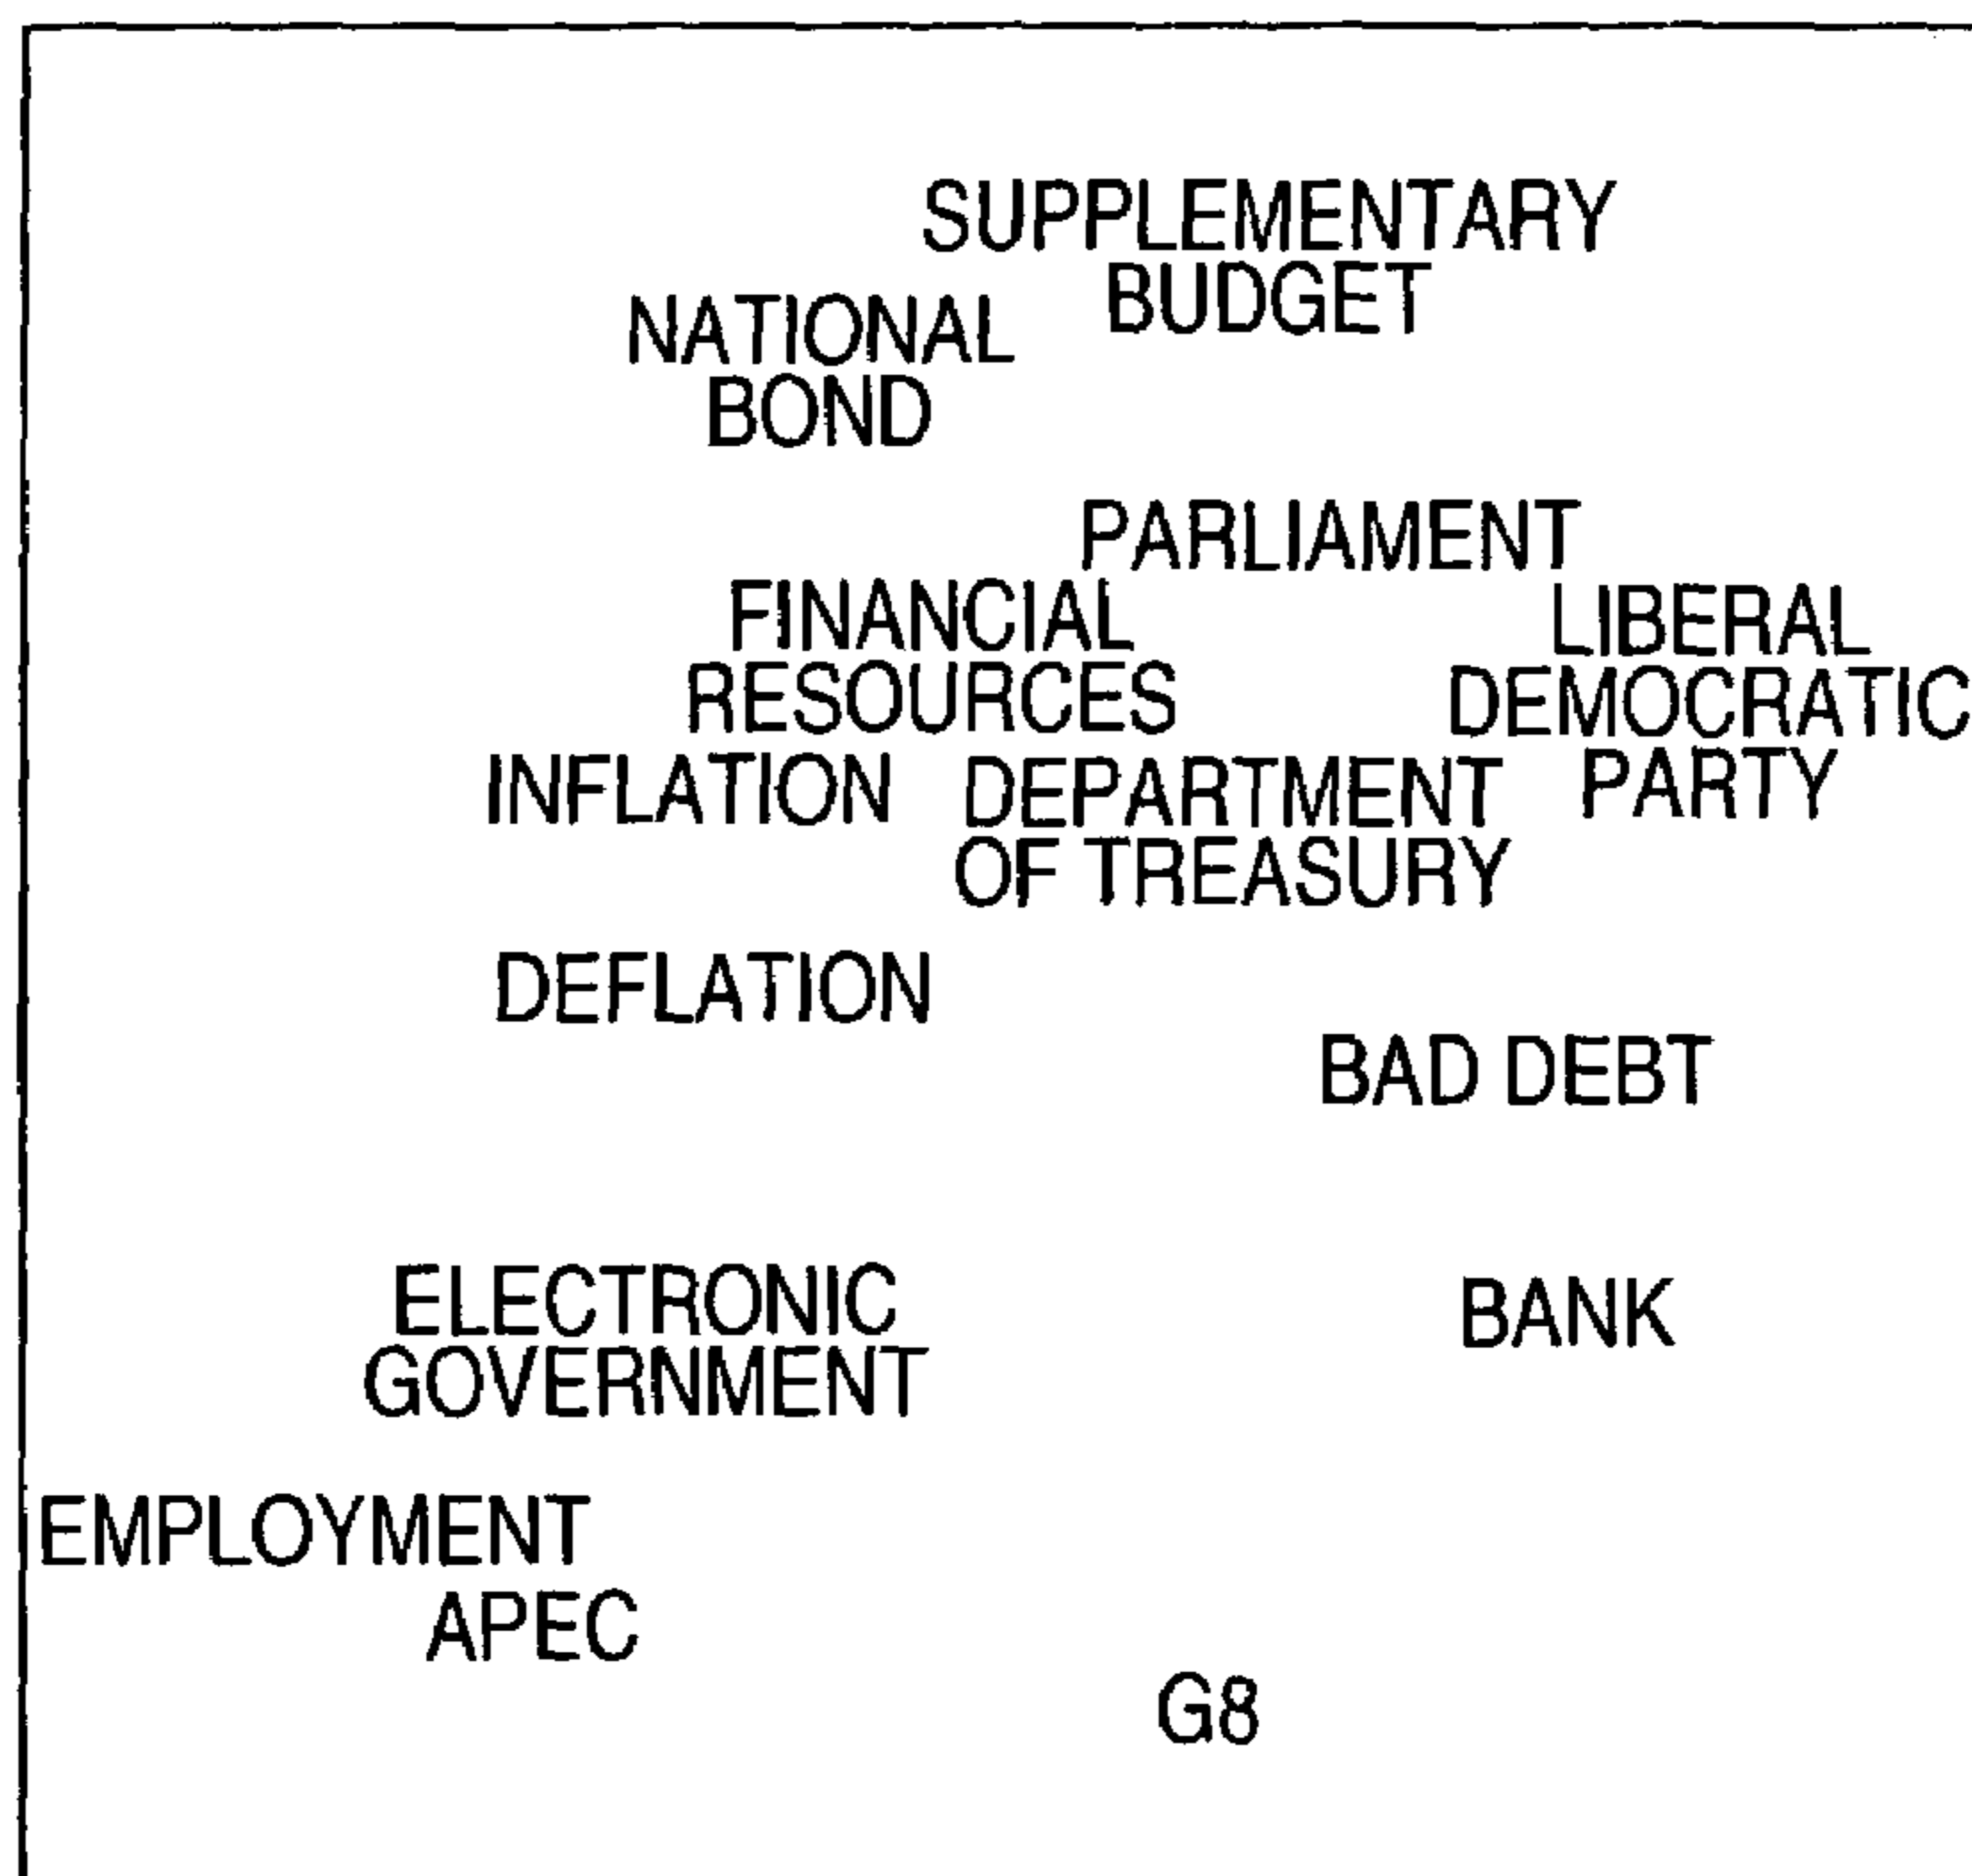 SUPPLEMENTARY
BUDGET
NATIONAL
BOND
PARLIAMENT
FINANCIAL
RESOURCES
LIBERAL
DEMOCRATIC
PARTY
INFLATION
DEPARTMENT
OF TREASURY
DEFLATION
BAD DEBT
ELECTRONIC
GOVERNMENT
BANK
EMPLOYMENT
APEC
G8